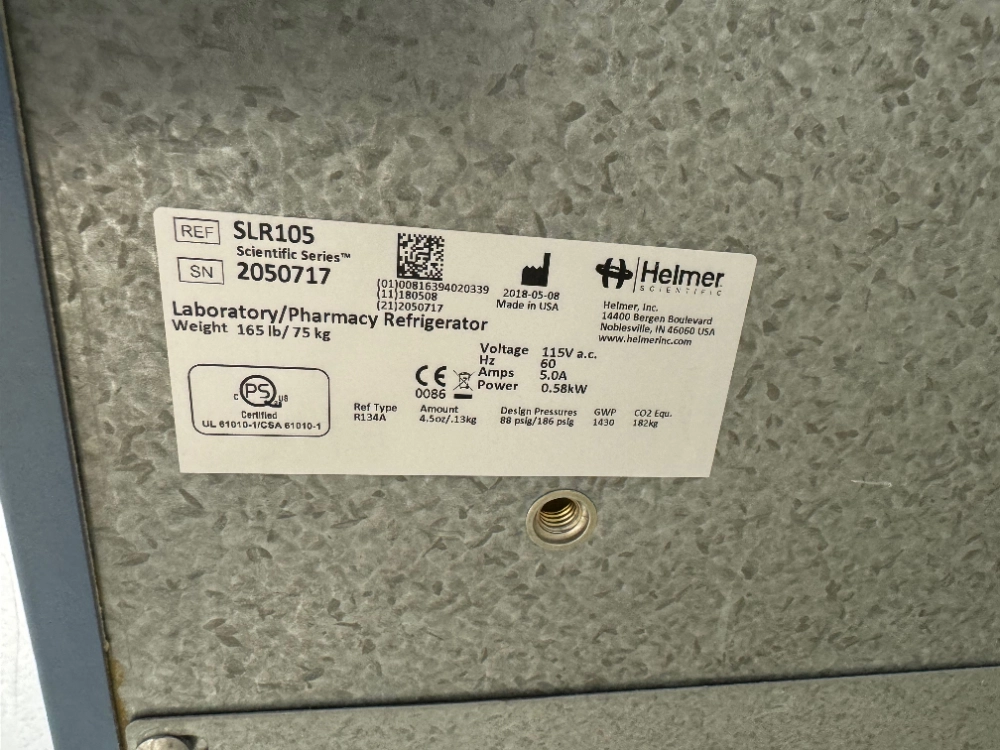 REF SLR105
Scientific Series™
SN 2050717
(01)00816394020339
(11)180508
(21)2050717
2018-05-08
Made in USA
Helmer
SCIENTIFIC
Helmer, Inc.
14400 Bergen Boulevard
Noblesville, IN 46060 USA
www.helmerinc.com
Laboratory/Pharmacy Refrigerator
Weight 165 lb/ 75 kg
Voltage 115V a.c.
Hz 60
Amps 5.0A
Power 0.58kW
CE
0086
c PS us
Certified
UL 61010-1/CSA 61010-1
Ref Type Amount Design Pressures GWP CO2 Equ.
R134A 4.5oz/.13kg 88 psig/186 psig 1430 182kg